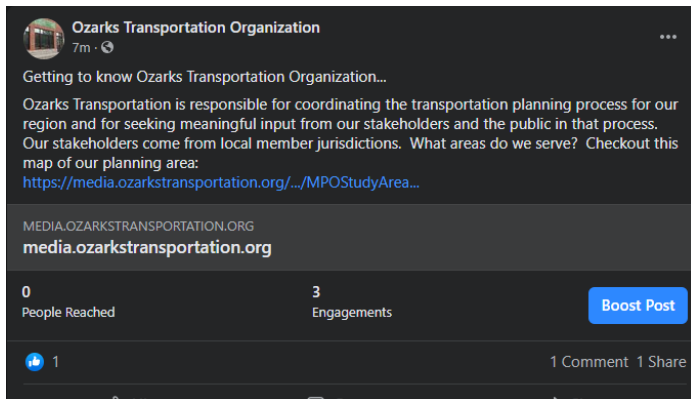 Ozarks Transportation Organization
7m ·
Getting to know Ozarks Transportation Organization...
Ozarks Transportation is responsible for coordinating the transportation planning process for our
region and for seeking meaningful input from our stakeholders and the public in that process.
Our stakeholders come from local member jurisdictions.  What areas do we serve?  Checkout this
map of our planning area:
https://media.ozarkstransportation.org/.../MPOStudyArea...
MEDIA.OZARKSTRANSPORTATION.ORG
media.ozarkstransportation.org
0 3
People Reached Engagements Boost Post
1 1 Comment 1 Share